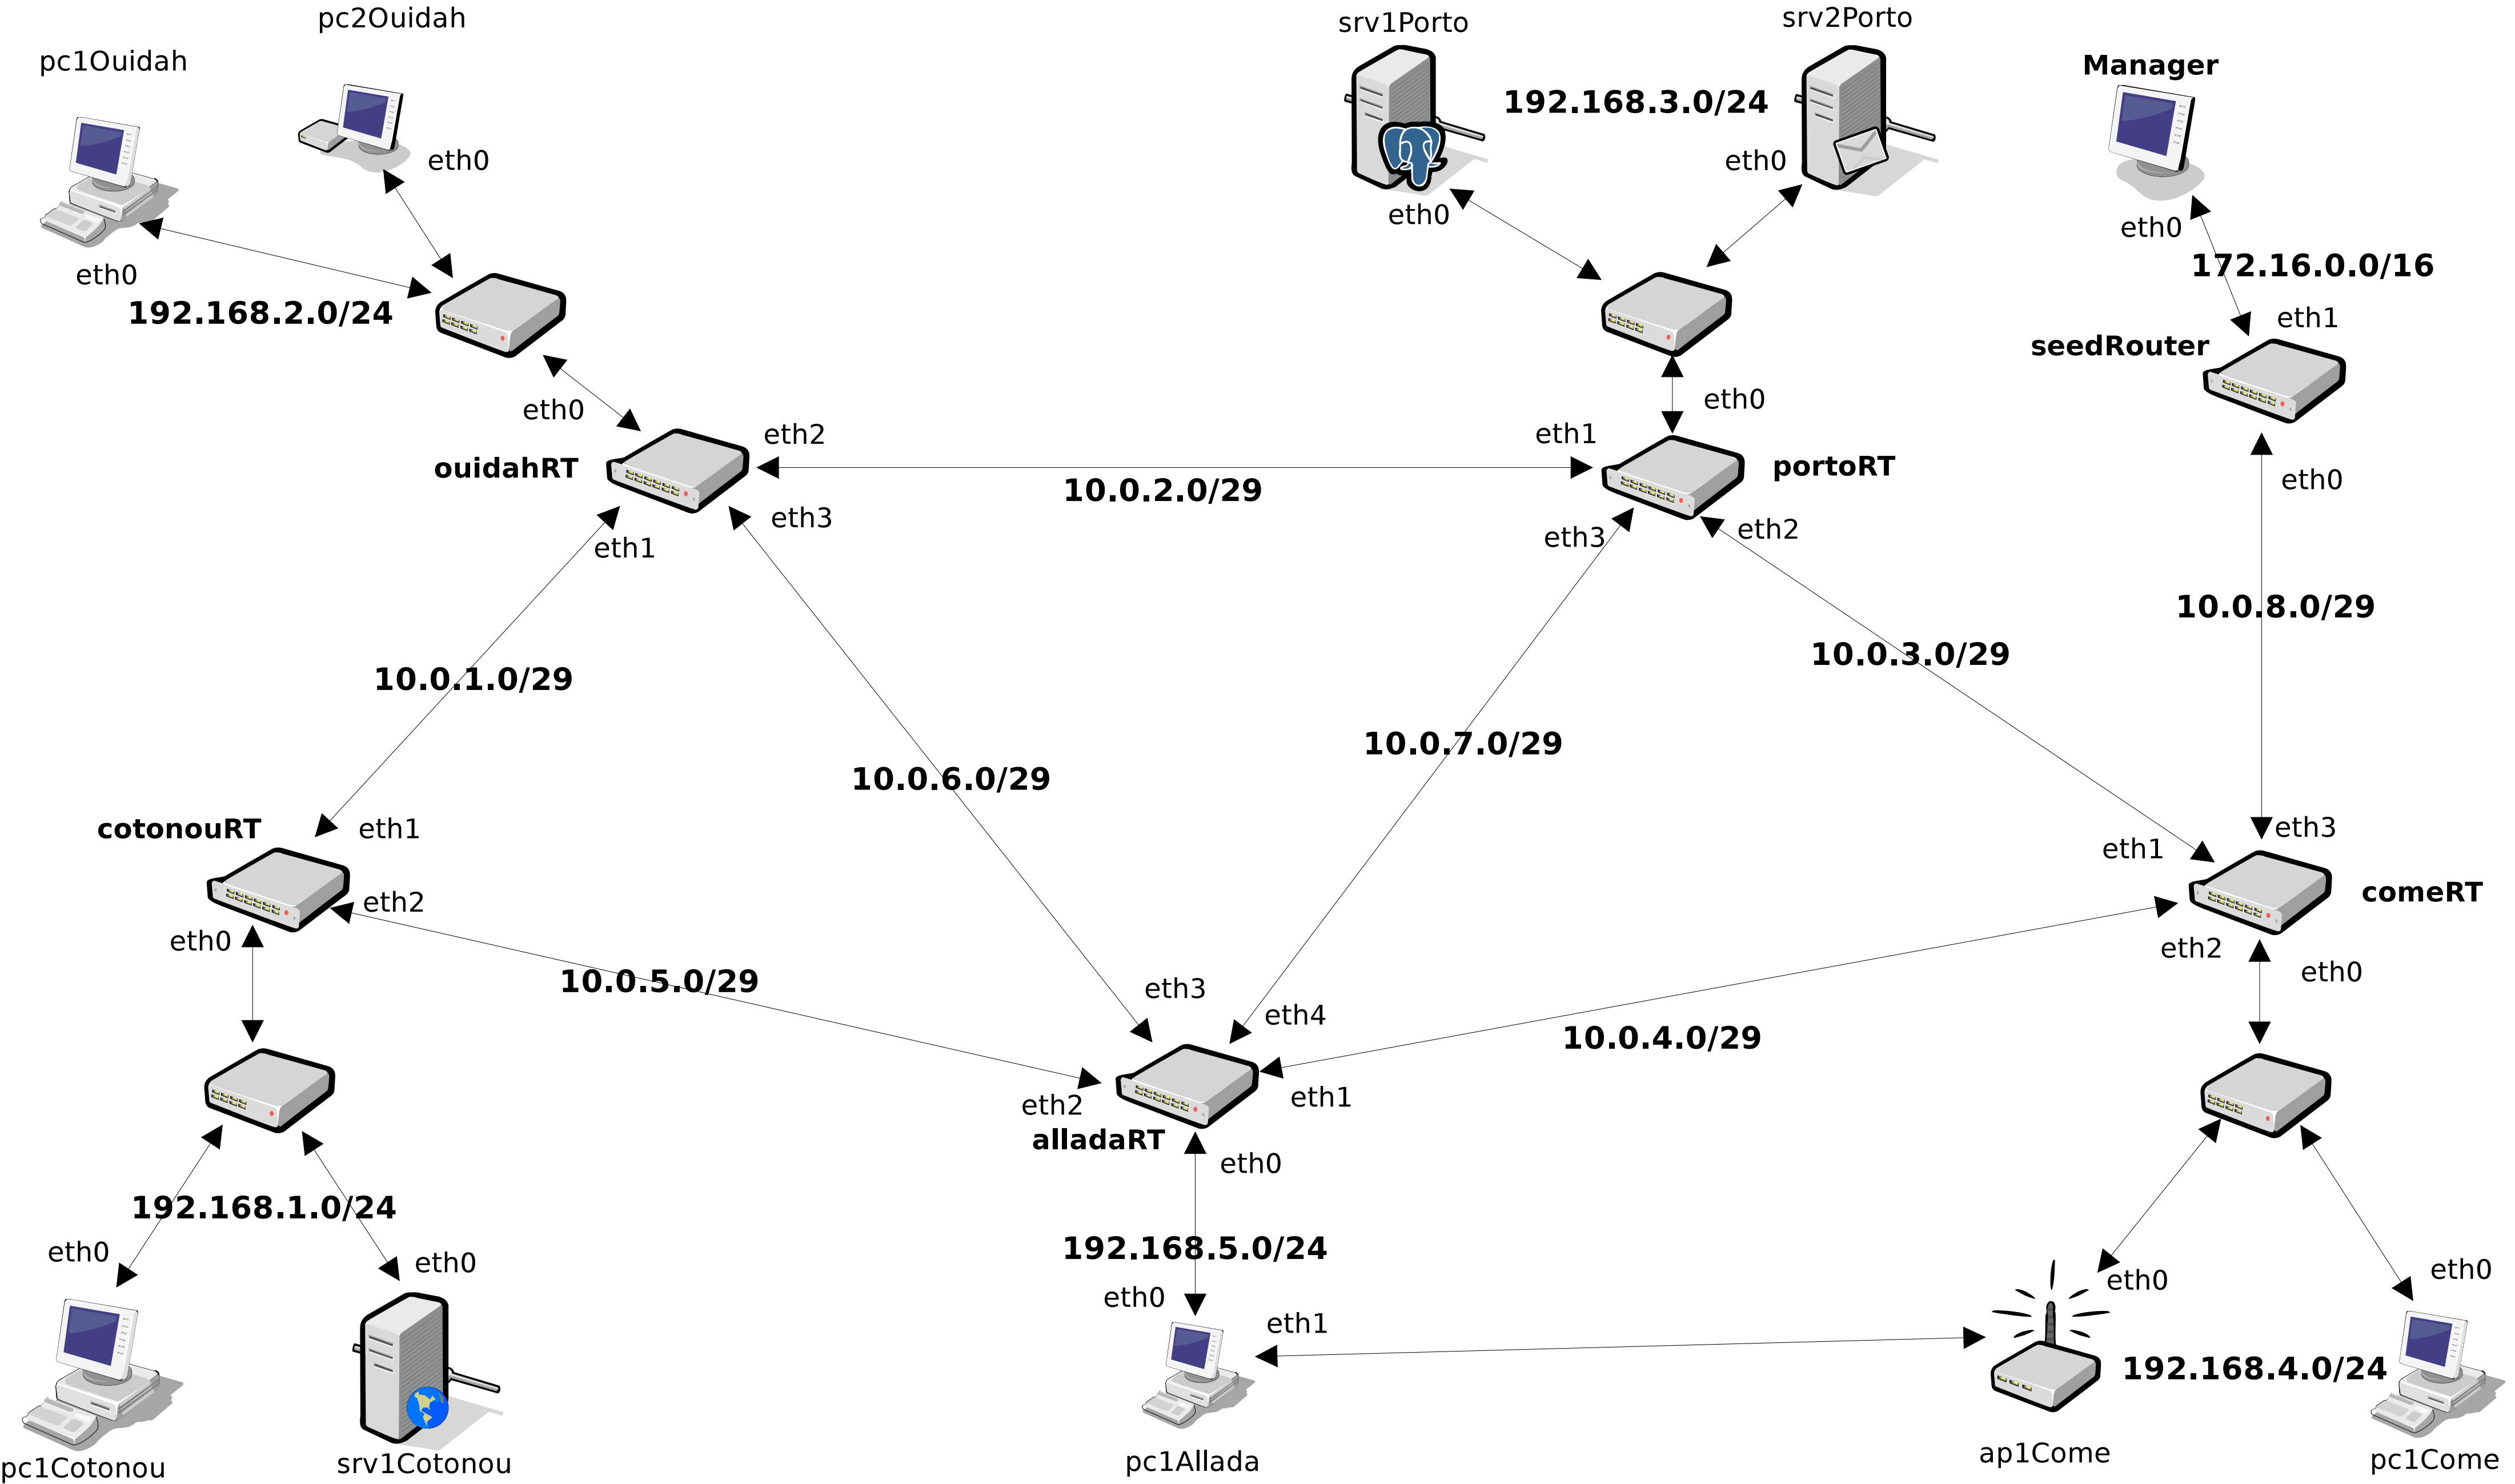 pc2Ouidah
pc1Ouidah
srv1Porto
srv2Porto
Manager
192.168.3.0/24
eth0
eth0
eth0
eth0
eth0
172.16.0.0/16
192.168.2.0/24
eth1
seedRouter
eth0
eth0
eth2
eth1
ouidahRT
portoRT
eth0
10.0.2.0/29
eth3
eth1
eth3
eth2
10.0.8.0/29
10.0.1.0/29
10.0.3.0/29
10.0.7.0/29
10.0.6.0/29
cotonouRT
eth1
eth3
eth1
comeRT
eth2
eth0
eth2
eth0
10.0.5.0/29
eth3
eth4
10.0.4.0/29
eth2
eth1
alladaRT
eth0
192.168.1.0/24
eth0
eth0
192.168.5.0/24
eth0
eth0
eth0
eth1
192.168.4.0/24
pc1Cotonou
srv1Cotonou
pc1Allada
ap1Come
pc1Come